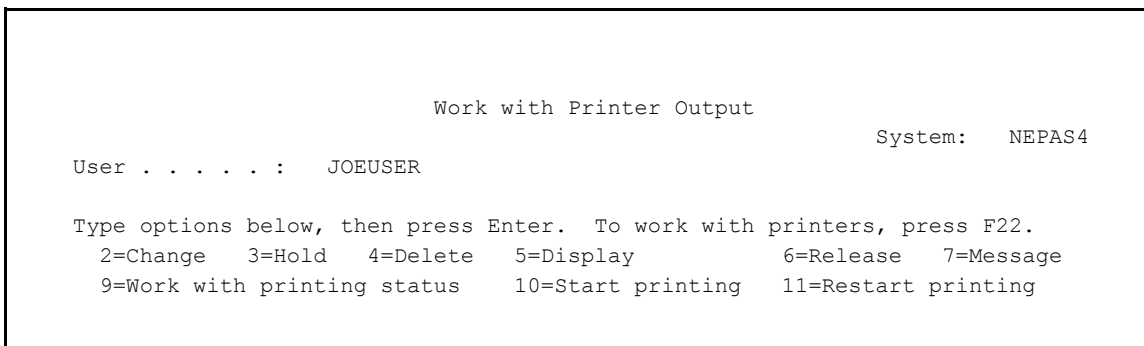 Work with Printer Output
System: NEPAS4
User . . . . . : JOEUSER
Type options below, then press Enter. To work with printers, press F22.
2=Change 3=Hold 4=Delete 5=Display 6=Release 7=Message
9=Work with printing status 10=Start printing 11=Restart printing